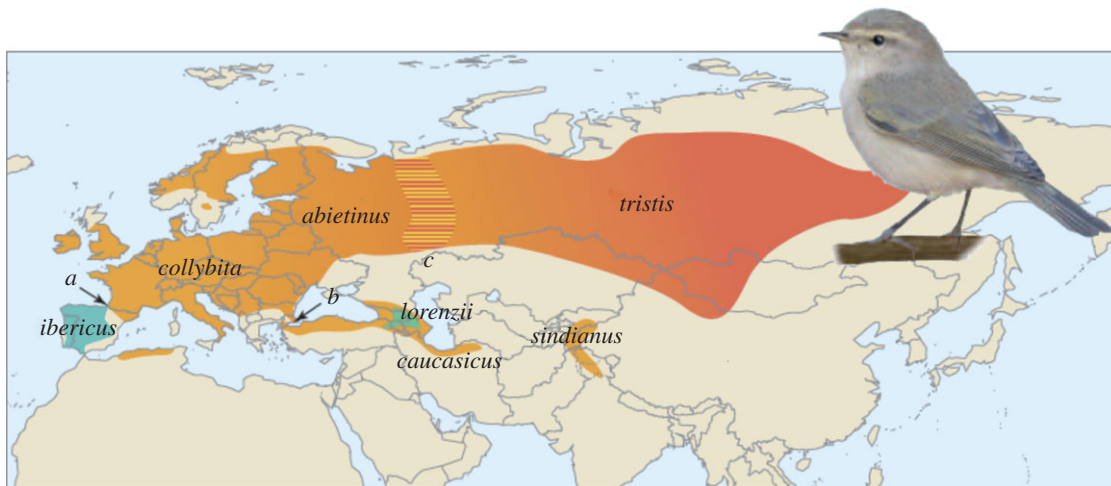 abietinus
tristis
collybita
c
a
b
ibericus
lorenzii
sindianus
caucasicus